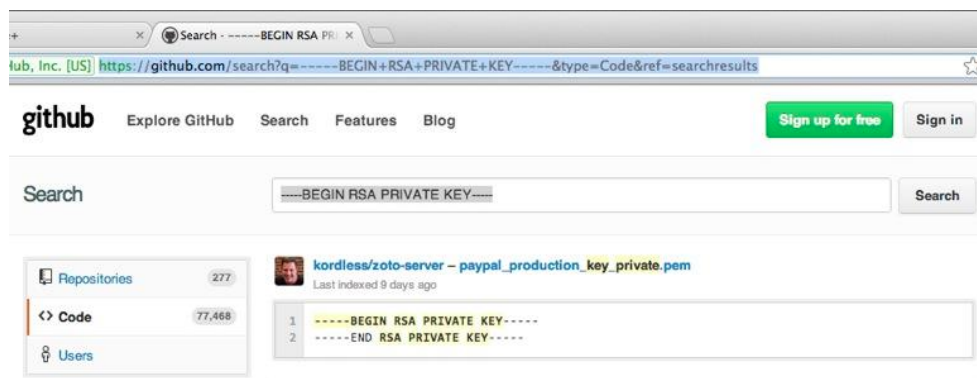 Search - -----BEGIN RSA PRI
Hub, Inc. [US] https://github.com/search?q=-----BEGIN+RSA+PRIVATE+KEY-----&type=Code&ref=searchresults
github Explore GitHub Search Features Blog Sign up for free Sign in
Search -----BEGIN RSA PRIVATE KEY----- Search
Repositories 277
Code 77,468
Users
kordless/zoto-server – paypal_production_key_private.pem
Last indexed 9 days ago
1 -----BEGIN RSA PRIVATE KEY-----
2 -----END RSA PRIVATE KEY-----